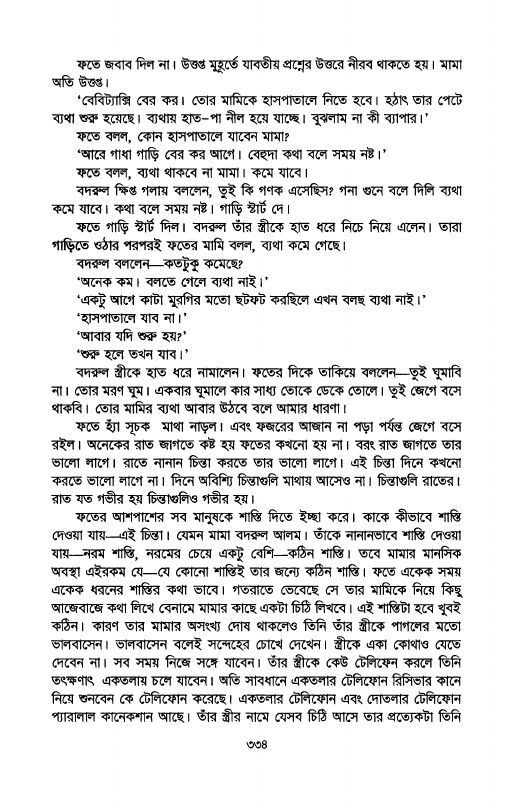 ফতে জবাব দিল না। উত্তপ্ত মুহূর্তে যাবতীয় প্রশ্নের উত্তরে নীরব থাকতে হয়। মামা
অতি উত্তপ্ত।
‘বেবিট্যাক্সি বের কর। তোর মামিকে হাসপাতালে নিতে হবে। হঠাৎ তার পেটে
ব্যথা শুরু হয়েছে। ব্যথায় হাত-পা নীল হয়ে যাচ্ছে। বুঝলাম না কী ব্যাপার।’
ফতে বলল, কোন হাসপাতালে যাবেন মামা?
‘আরে গাধা গাড়ি বের কর আগে। বেহুদা কথা বলে সময় নষ্ট।’
ফতে বলল, ব্যথা থাকবে না মামা। কমে যাবে।
বদরুল ক্ষিপ্ত গলায় বললেন, তুই কি গণক এসেছিস? গনা গুনে বলে দিলি ব্যথা
কমে যাবে। কথা বলে সময় নষ্ট। গাড়ি স্টার্ট দে।
ফতে গাড়ি স্টার্ট দিল। বদরুল তাঁর স্ত্রীকে হাত ধরে নিচে নিয়ে এলেন। তারা
গাড়িতে ওঠার পরপরই ফতের মামি বলল, ব্যথা কমে গেছে।
বদরুল বললেন—কতটুকু কমেছে?
‘অনেক কম। বলতে গেলে ব্যথা নাই।’
‘একটু আগে কাটা মুরগির মতো ছটফট করছিলে এখন বলছ ব্যথা নাই।’
‘হাসপাতালে যাব না।’
‘আবার যদি শুরু হয়?’
‘শুরু হলে তখন যাব।’
বদরুল স্ত্রীকে হাত ধরে নামালেন। ফতের দিকে তাকিয়ে বললেন—তুই ঘুমাবি
না। তোর মরণ ঘুম। একবার ঘুমালে কার সাধ্য তোকে ডেকে তোলে। তুই জেগে বসে
থাকবি। তোর মামির ব্যথা আবার উঠবে বলে আমার ধারণা।
ফতে হ্যাঁ সূচক মাথা নাড়ল। এবং ফজরের আজান না পড়া পর্যন্ত জেগে বসে
রইল। অনেকের রাত জাগতে কষ্ট হয় ফতের কখনো হয় না। বরং রাত জাগতে তার
ভালো লাগে। রাতে নানান চিন্তা করতে তার ভালো লাগে। এই চিন্তা দিনে কখনো
করতে ভালো লাগে না। দিনে অবিশ্যি চিন্তাগুলি মাথায় আসেও না। চিন্তাগুলি রাতের।
রাত যত গভীর হয় চিন্তাগুলিও গভীর হয়।
ফতের আশপাশের সব মানুষকে শাস্তি দিতে ইচ্ছা করে। কাকে কীভাবে শাস্তি
দেওয়া যায়—এই চিন্তা। যেমন মামা বদরুল আলম। তাঁকে নানানভাবে শাস্তি দেওয়া
যায়—নরম শাস্তি, নরমের চেয়ে একটু বেশি—কঠিন শাস্তি। তবে মামার মানসিক
অবস্থা এইরকম যে—যে কোনো শাস্তিই তার জন্যে কঠিন শাস্তি। ফতে একেক সময়
একেক ধরনের শাস্তির কথা ভাবে। গতরাতে ভেবেছে সে তার মামিকে নিয়ে কিছু
আজেবাজে কথা লিখে বেনামে মামার কাছে একটা চিঠি লিখবে। এই শাস্তিটা হবে খুবই
কঠিন। কারণ তার মামার অসংখ্য দোষ থাকলেও তিনি তাঁর স্ত্রীকে পাগলের মতো
ভালবাসেন। ভালবাসেন বলেই সন্দেহের চোখে দেখেন। স্ত্রীকে একা কোথাও যেতে
দেবেন না। সব সময় নিজে সঙ্গে যাবেন। তাঁর স্ত্রীকে কেউ টেলিফেন করলে তিনি
তৎক্ষণাৎ একতলায় চলে যাবেন। অতি সাবধানে একতলার টেলিফোন রিসিভার কানে
নিয়ে শুনবেন কে টেলিফোন করেছে। একতলার টেলিফোন এবং দোতলার টেলিফোন
প্যারালাল কানেকশান আছে। তাঁর স্ত্রীর নামে যেসব চিঠি আসে তার প্রত্যেকটা তিনি
৩৩৪